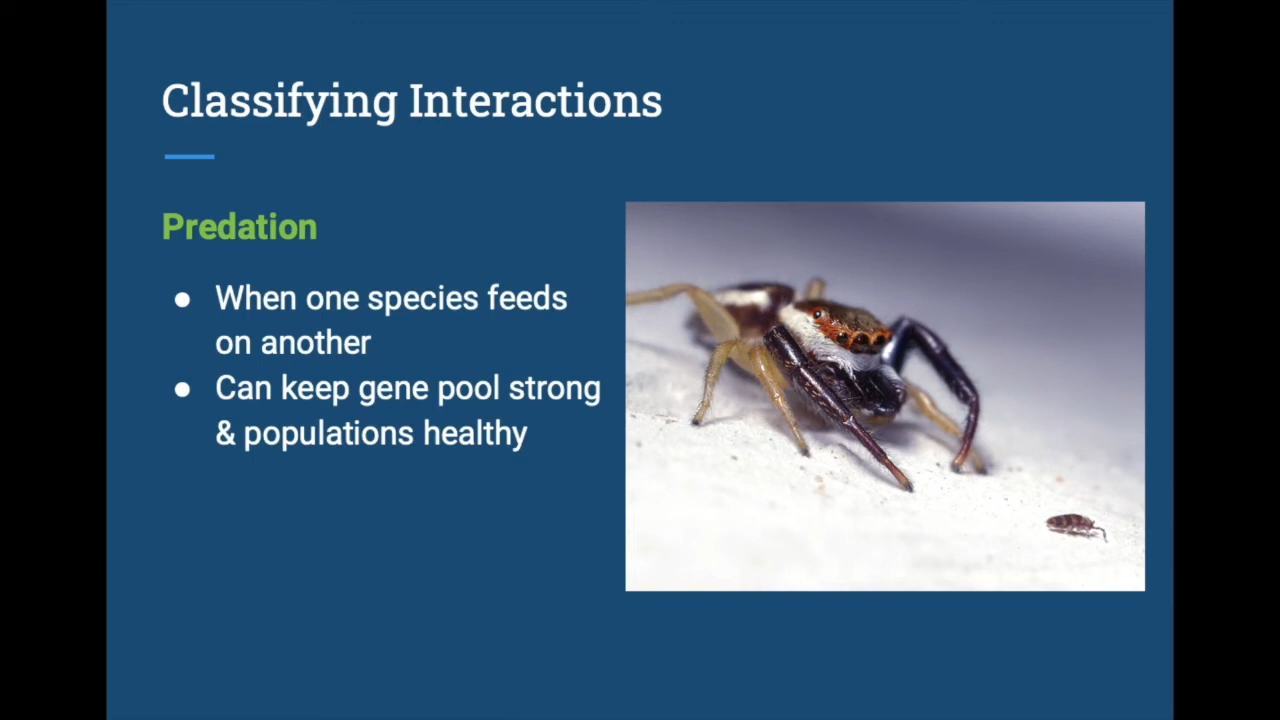 Classifying Interactions
Predation
● When one species feeds
on another
● Can keep gene pool strong
& populations healthy